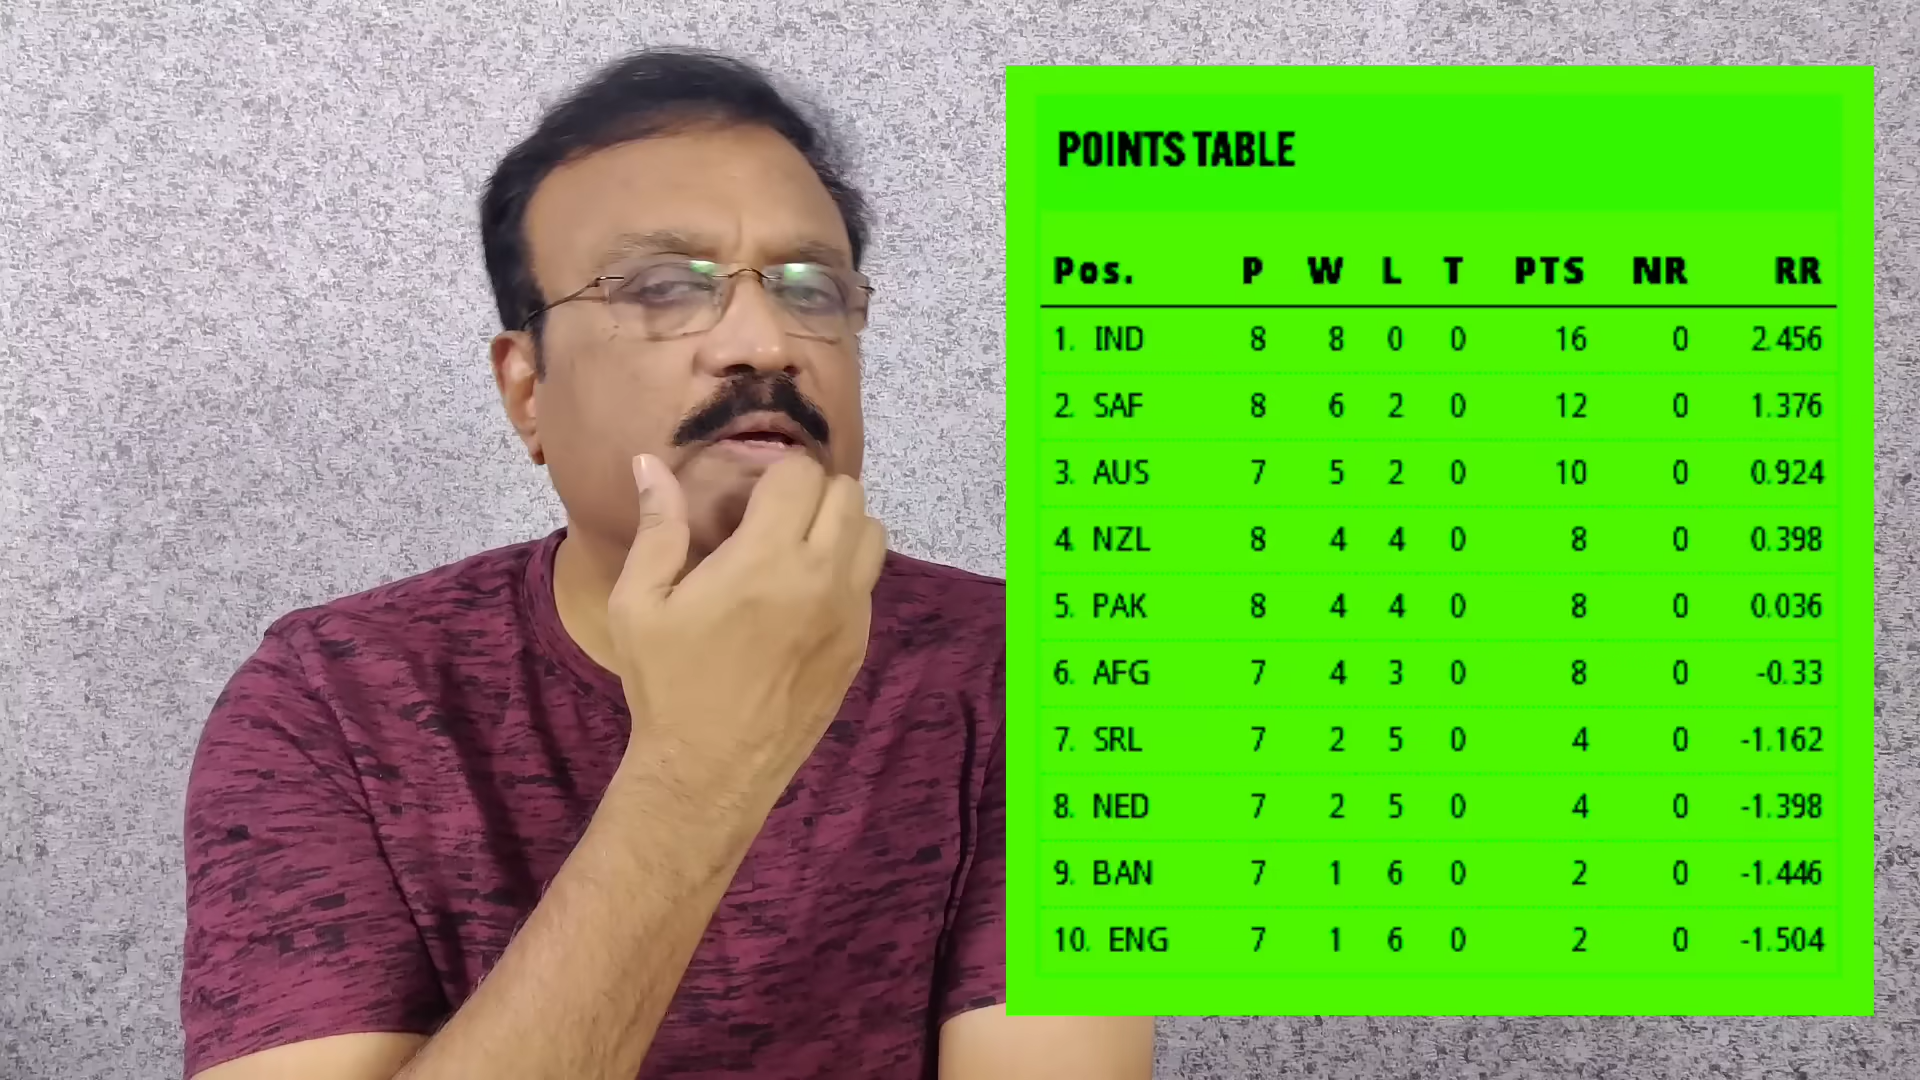 POINTS TABLE
Pos. P W L T PTS NR RR
1. IND 8 8 0 0 16 0 2.456
2. SAF 8 6 2 0 12 0 1.376
3. AUS 7 5 2 0 10 0 0.924
4. NZL 8 4 4 0 8 0 0.398
5. PAK 8 4 4 0 8 0 0.036
6. AFG 7 4 3 0 8 0 -0.33
7. SRL 7 2 5 0 4 0 -1.162
8. NED 7 2 5 0 4 0 -1.398
9. BAN 7 1 6 0 2 0 -1.446
10. ENG 7 1 6 0 2 0 -1.504